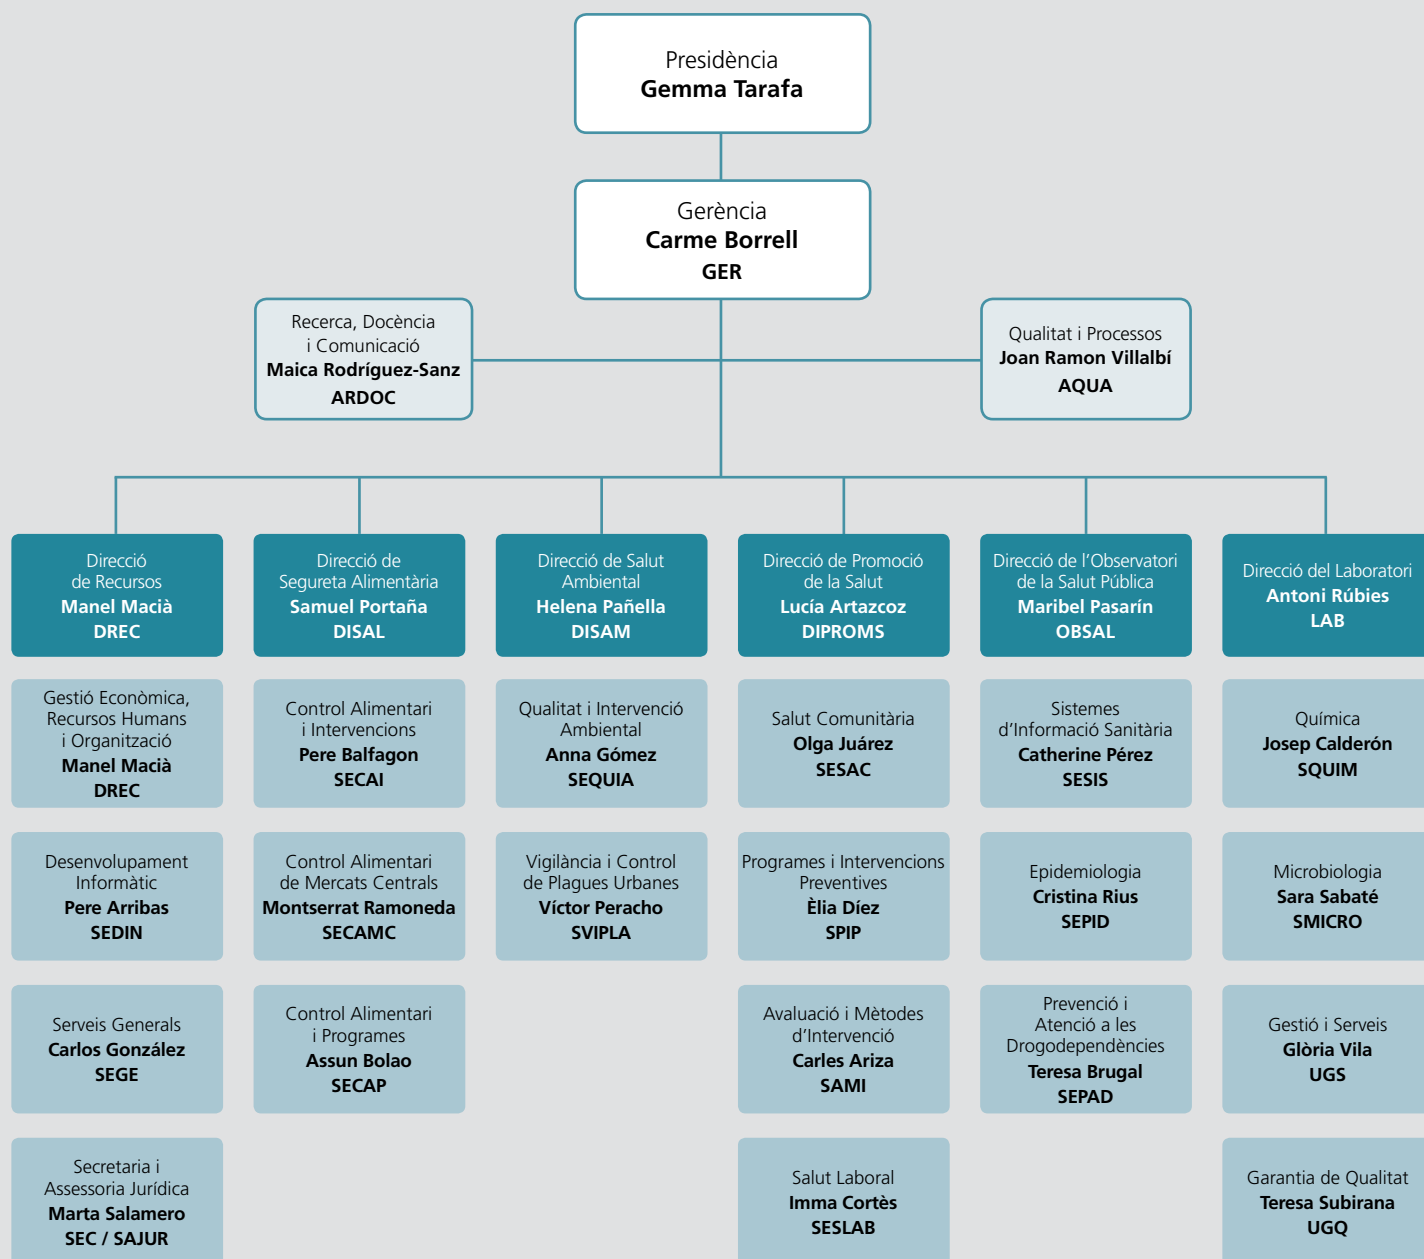 Presidència
Gemma Tarafa
Gerència
Carme Borrell
GER
Recerca, Docència
i Comunicació
Maica Rodríguez-Sanz
ARDOC
Qualitat i Processos
Joan Ramon Villalbí
AQUA
Direcció
de Recursos
Manel Macià
DREC
Direcció de
Segureta Alimentària
Samuel Portaña
DISAL
Direcció de Salut
Ambiental
Helena Pañella
DISAM
Direcció de Promoció
de la Salut
Lucía Artazcoz
DIPROMS
Direcció de l’Observatori
de la Salut Pública
Maribel Pasarín
OBSAL
Direcció del Laboratori
Antoni Rúbies
LAB
Gestió Econòmica,
Recursos Humans
i Organització
Manel Macià
DREC
Control Alimentari
i Intervencions
Pere Balfagon
SECAI
Qualitat i Intervenció
Ambiental
Anna Gómez
SEQUIA
Salut Comunitària
Olga Juárez
SESAC
Sistemes
d’Informació Sanitària
Catherine Pérez
SESIS
Química
Josep Calderón
SQUIM
Desenvolupament
Informàtic
Pere Arribas
SEDIN
Control Alimentari
de Mercats Centrals
Montserrat Ramoneda
SECAMC
Vigilància i Control
de Plagues Urbanes
Víctor Peracho
SVIPLA
Programes i Intervencions
Preventives
Èlia Díez
SPIP
Epidemiologia
Cristina Rius
SEPID
Microbiologia
Sara Sabaté
SMICRO
Serveis Generals
Carlos González
SEGE
Control Alimentari
i Programes
Assun Bolao
SECAP
Avaluació i Mètodes
d’Intervenció
Carles Ariza
SAMI
Prevenció i
Atenció a les
Drogodependències
Teresa Brugal
SEPAD
Gestió i Serveis
Glòria Vila
UGS
Secretaria i
Assessoria Jurídica
Marta Salamero
SEC / SAJUR
Salut Laboral
Imma Cortès
SESLAB
Garantia de Qualitat
Teresa Subirana
UGQ